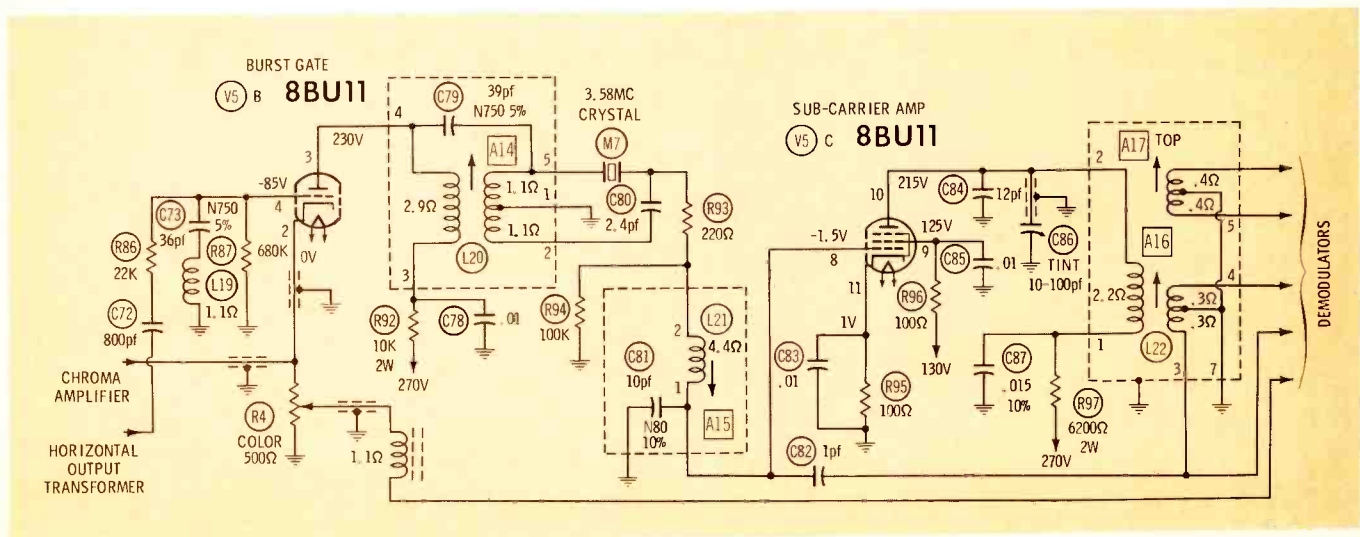 BURST GATE
V5 B 8BU11
3
230V
-85V
4
2
0V
C73
N750
5%
36pf
R86
22K
R87
680K
L19
1.1Ω
C72
800pf
CHROMA
AMPLIFIER
HORIZONTAL
OUTPUT
TRANSFORMER
R4
COLOR
500Ω
1.1Ω
4
C79
39pf
N750 5%
A14
5
1.1Ω
1
1.1Ω
2
2.9Ω
L20
3
R92
10K
2W
270V
C78
.01
3.58MC
CRYSTAL
M7
C80
2.4pf
R93
220Ω
R94
100K
2
L21
4.4Ω
1
C81
10pf
N80
10%
A15
SUB-CARRIER AMP
V5 C 8BU11
10
215V
-1.5V
8
125V
9
11
1V
C84
12pf
C86
TINT
10-100pf
C85
.01
R96
100Ω
130V
C83
.01
R95
100Ω
C82
1pf
2
A17
TOP
.4Ω
.4Ω
5
A16
4
2.2Ω
.3Ω
.3Ω
L22
1
3
7
C87
.015
10%
R97
6200Ω
2W
270V
DEMODULATORS